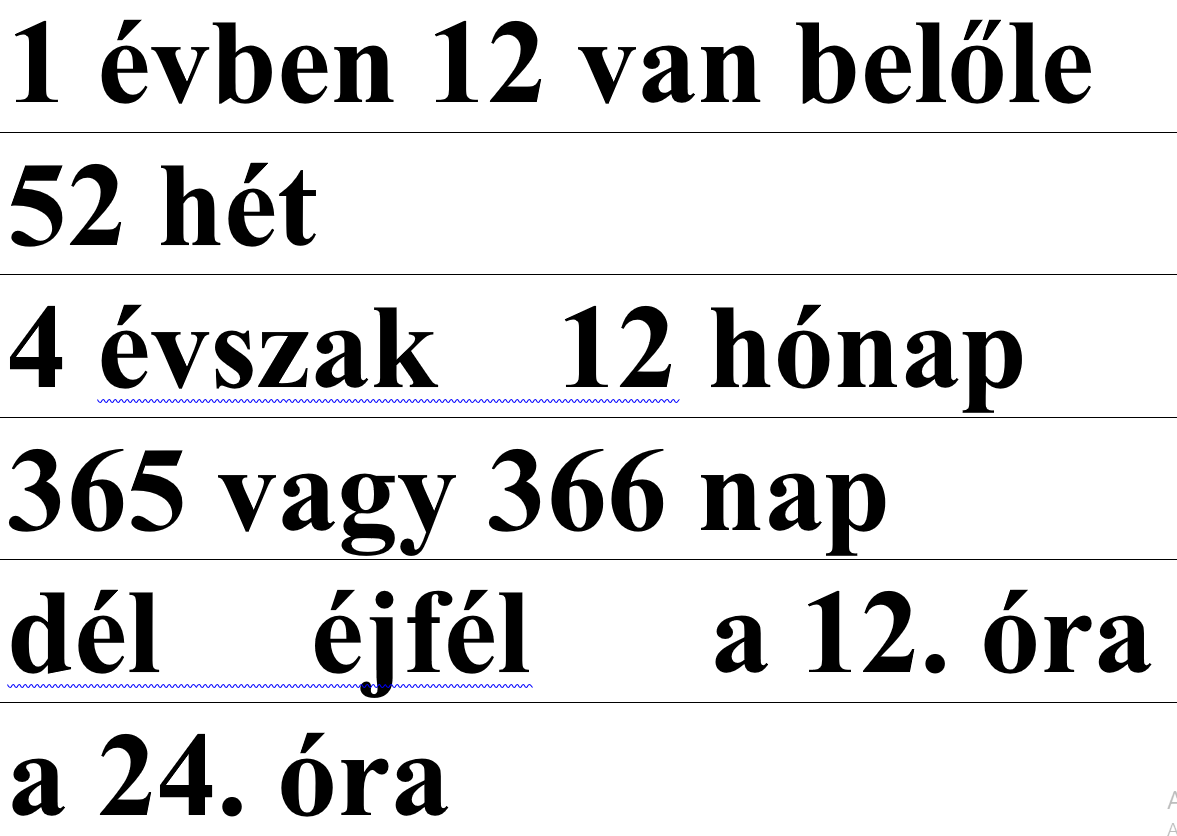 1 évben 12 van belőle
52 hét
4 évszak 12 hónap
365 vagy 366 nap
dél éjfél a 12. óra
a 24. óra